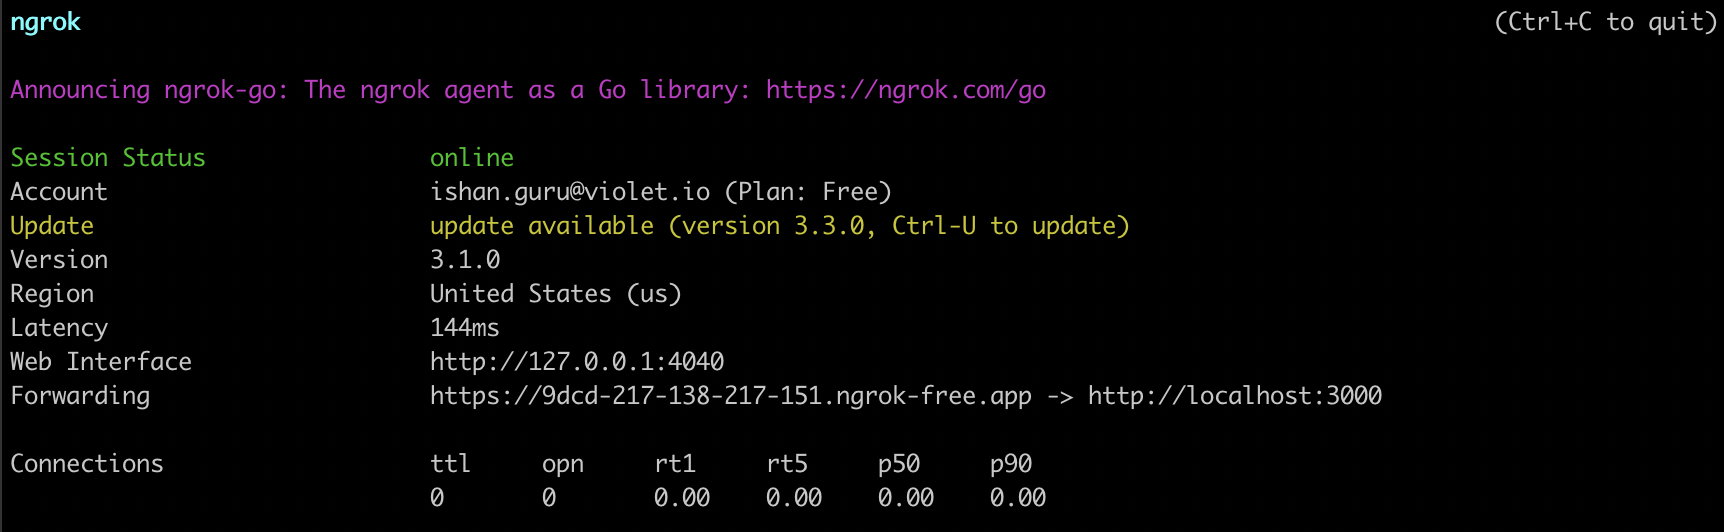 ngrok (Ctrl+C to quit)
Announcing ngrok-go: The ngrok agent as a Go library: https://ngrok.com/go
Session Status online
Account ishan.guru@violet.io (Plan: Free)
Update update available (version 3.3.0, Ctrl-U to update)
Version 3.1.0
Region United States (us)
Latency 144ms
Web Interface http://127.0.0.1:4040
Forwarding https://9dcd-217-138-217-151.ngrok-free.app -> http://localhost:3000
Connections ttl opn rt1 rt5 p50 p90
0 0 0.00 0.00 0.00 0.00